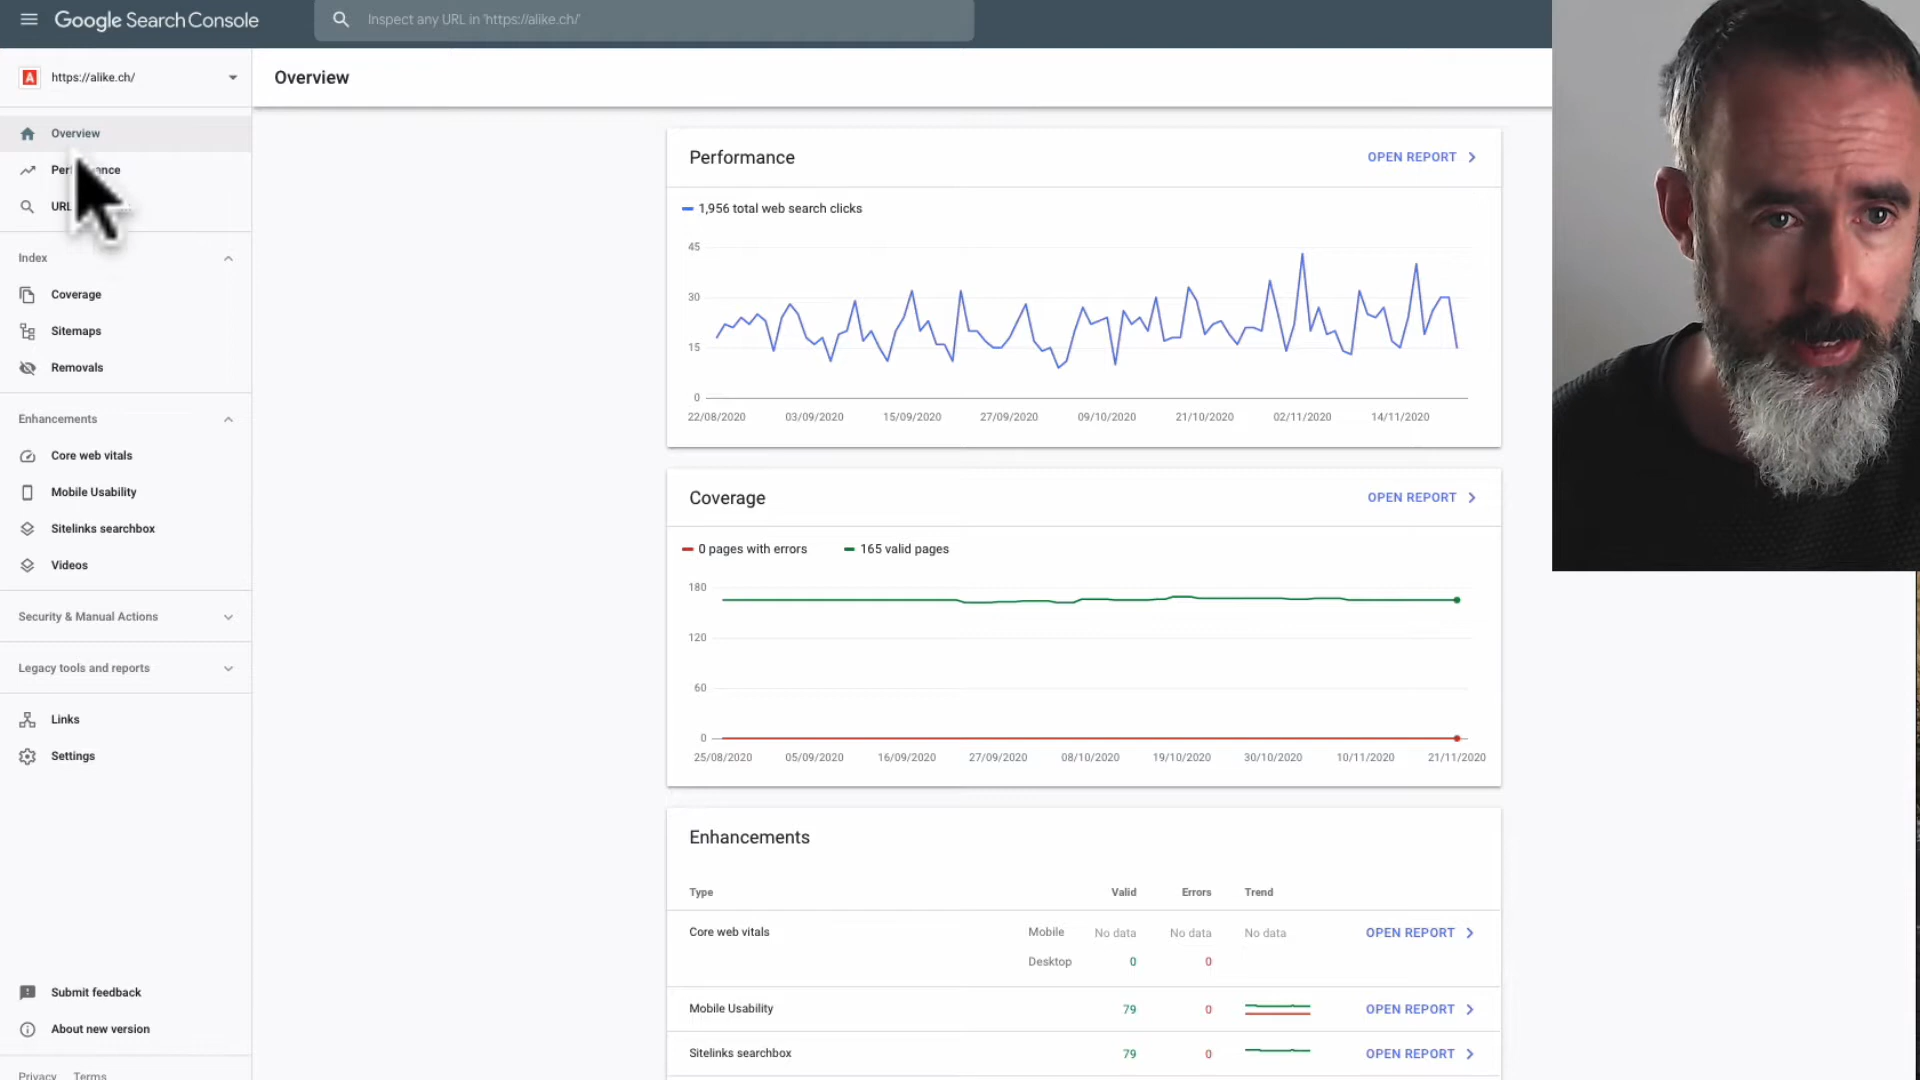 Google Search Console
Inspect any URL in 'https://alike.ch/'
A
https://alike.ch/
Overview
Overview
URL
Index
Coverage
Sitemaps
Removals
Enhancements
Core web vitals
Mobile Usability
Sitelinks searchbox
Videos
Security & Manual Actions
Legacy tools and reports
Links
Settings
Submit feedback
About new version
Privacy Terms
Performance
OPEN REPORT
1,956 total web search clicks
45
30
15
0
22/08/2020 03/09/2020 15/09/2020 27/09/2020 09/10/2020 21/10/2020 02/11/2020 14/11/2020
Coverage
OPEN REPORT
0 pages with errors 165 valid pages
180
120
60
0
25/08/2020 05/09/2020 16/09/2020 27/09/2020 08/10/2020 19/10/2020 30/10/2020 10/11/2020 21/11/2020
Enhancements
Type Valid Errors Trend
Core web vitals Mobile No data No data No data OPEN REPORT
Desktop 0 0
Mobile Usability 79 0 OPEN REPORT
Sitelinks searchbox 79 0 OPEN REPORT